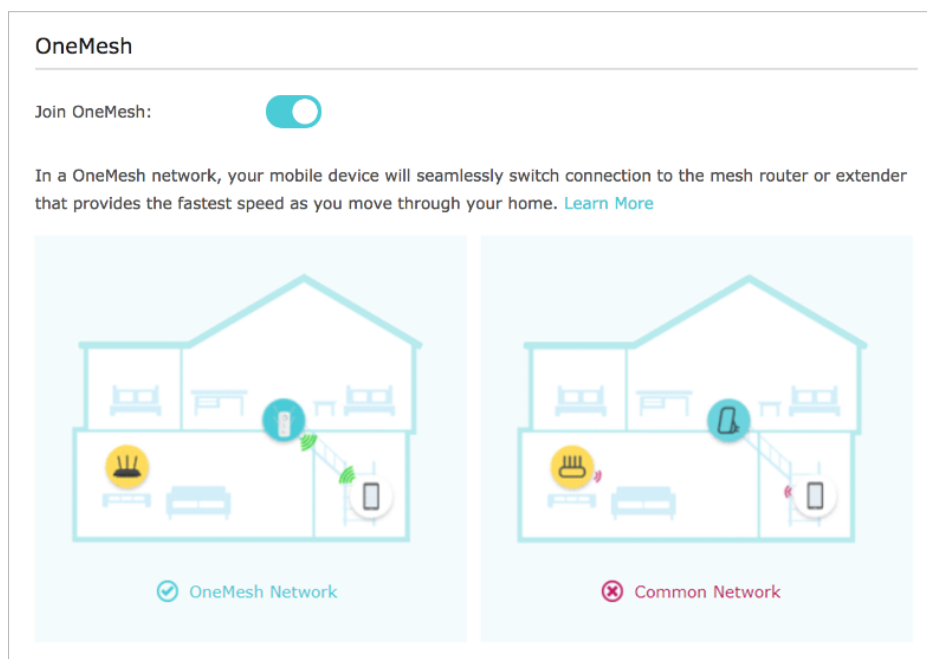 OneMesh
Join OneMesh:
In a OneMesh network, your mobile device will seamlessly switch connection to the mesh router or extender
that provides the fastest speed as you move through your home. Learn More
OneMesh Network
Common Network